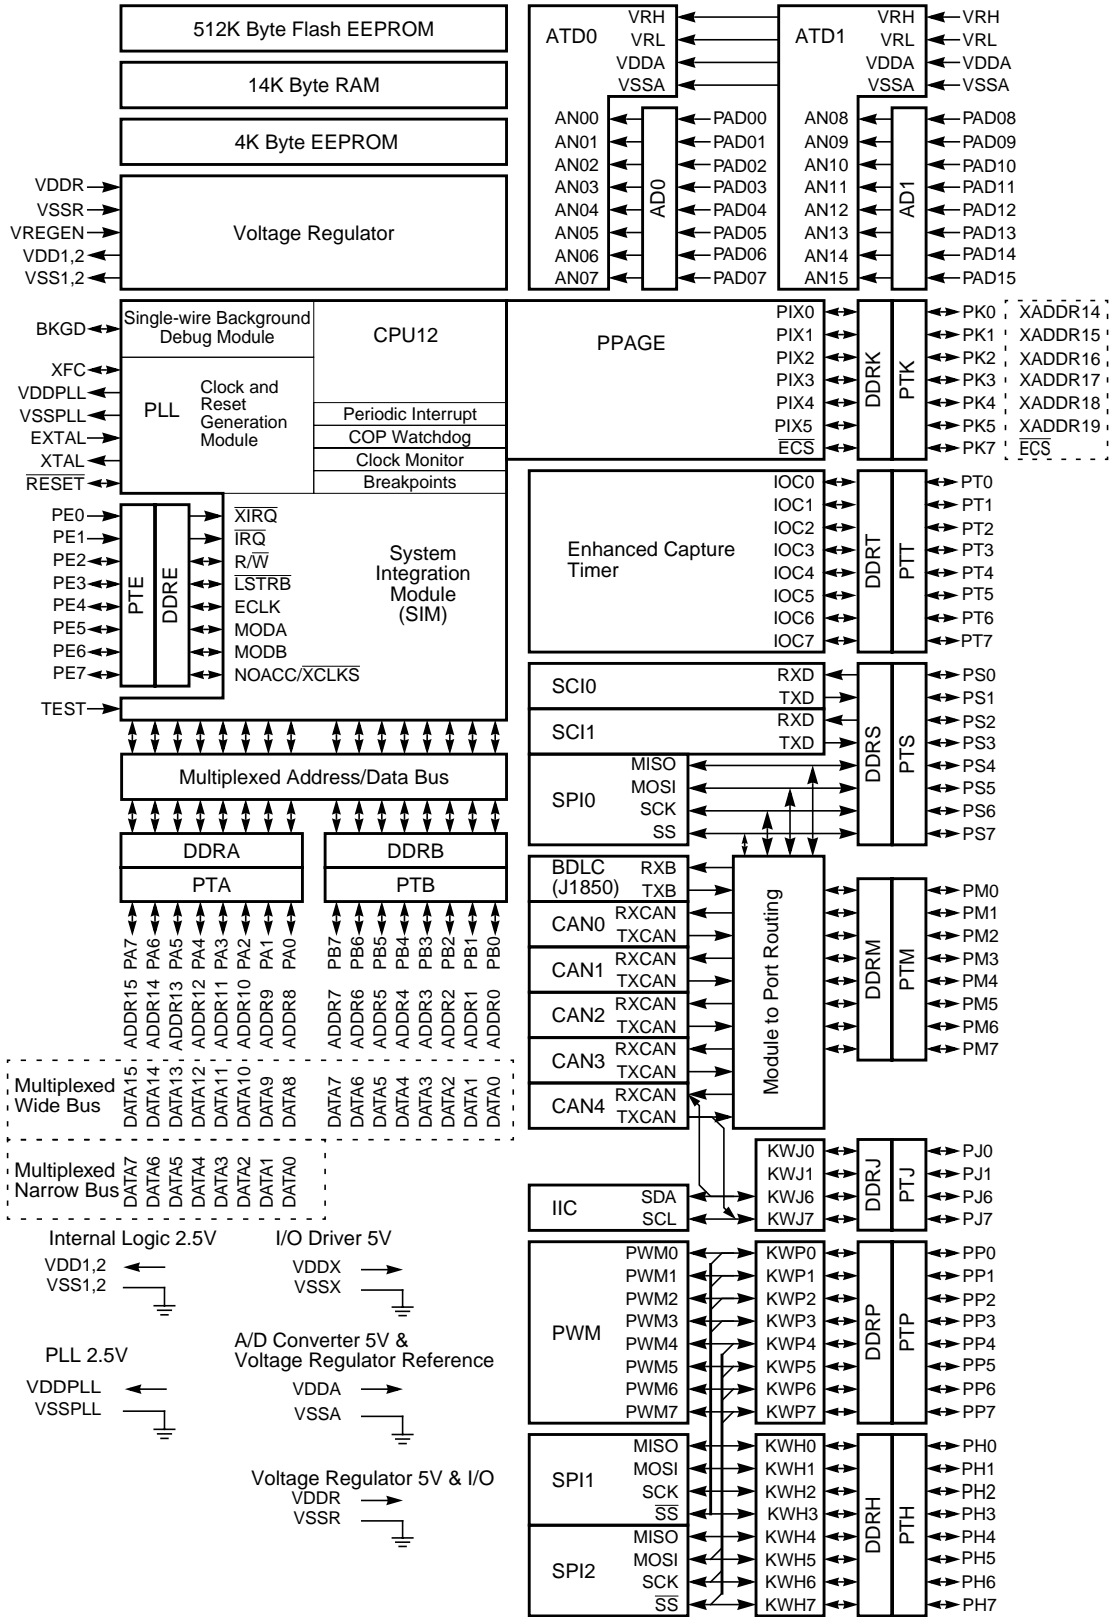 512K Byte Flash EEPROM
14K Byte RAM
4K Byte EEPROM
VDDR
VSSR
VREGEN
VDD1,2
VSS1,2
Voltage Regulator
ATD0
VRH
VRL
VDDA
VSSA
AN00
AN01
AN02
AN03
AN04
AN05
AN06
AN07
AD0
PAD00
PAD01
PAD02
PAD03
PAD04
PAD05
PAD06
PAD07
ATD1
VRH
VRL
VDDA
VSSA
VRH
VRL
VDDA
VSSA
AN08
AN09
AN10
AN11
AN12
AN13
AN14
AN15
AD1
PAD08
PAD09
PAD10
PAD11
PAD12
PAD13
PAD14
PAD15
BKGD
XFC
VDDPLL
VSSPLL
EXTAL
XTAL
RESET
Single-wire Background
Debug Module
CPU12
PLL
Clock and
Reset
Generation
Module
Periodic Interrupt
COP Watchdog
Clock Monitor
Breakpoints
PPAGE
PIX0
PIX1
PIX2
PIX3
PIX4
PIX5
ECS
DDRK
PTK
PK0 XADDR14
PK1 XADDR15
PK2 XADDR16
PK3 XADDR17
PK4 XADDR18
PK5 XADDR19
PK7 ECS
PE0
PE1
PE2
PE3
PE4
PE5
PE6
PE7
TEST
PTE
DDRE
XIRQ
IRQ
R/W
LSTRB
ECLK
MODA
MODB
NOACC/XCLKS
System
Integration
Module
(SIM)
Enhanced Capture
Timer
IOC0
IOC1
IOC2
IOC3
IOC4
IOC5
IOC6
IOC7
DDRT
PTT
PT0
PT1
PT2
PT3
PT4
PT5
PT6
PT7
SCI0
RXD
TXD
SCI1
RXD
TXD
SPI0
MISO
MOSI
SCK
SS
DDRS
PTS
PS0
PS1
PS2
PS3
PS4
PS5
PS6
PS7
Multiplexed Address/Data Bus
DDRA
PTA
DDRB
PTB
PA7
PA6
PA5
PA4
PA3
PA2
PA1
PA0
PB7
PB6
PB5
PB4
PB3
PB2
PB1
PB0
ADDR15
ADDR14
ADDR13
ADDR12
ADDR11
ADDR10
ADDR9
ADDR8
ADDR7
ADDR6
ADDR5
ADDR4
ADDR3
ADDR2
ADDR1
ADDR0
Multiplexed
Wide Bus
DATA15
DATA14
DATA13
DATA12
DATA11
DATA10
DATA9
DATA8
DATA7
DATA6
DATA5
DATA4
DATA3
DATA2
DATA1
DATA0
Multiplexed
Narrow Bus
DATA7
DATA6
DATA5
DATA4
DATA3
DATA2
DATA1
DATA0
BDLC
(J1850)
RXB
TXB
CAN0
RXCAN
TXCAN
CAN1
RXCAN
TXCAN
CAN2
RXCAN
TXCAN
CAN3
RXCAN
TXCAN
CAN4
RXCAN
TXCAN
Module to Port Routing
DDRM
PTM
PM0
PM1
PM2
PM3
PM4
PM5
PM6
PM7
IIC
SDA
SCL
KWJ0
KWJ1
KWJ6
KWJ7
DDRJ
PTJ
PJ0
PJ1
PJ6
PJ7
PWM
PWM0
PWM1
PWM2
PWM3
PWM4
PWM5
PWM6
PWM7
KWP0
KWP1
KWP2
KWP3
KWP4
KWP5
KWP6
KWP7
DDRP
PTP
PP0
PP1
PP2
PP3
PP4
PP5
PP6
PP7
SPI1
MISO
MOSI
SCK
SS
SPI2
MISO
MOSI
SCK
SS
KWH0
KWH1
KWH2
KWH3
KWH4
KWH5
KWH6
KWH7
DDRH
PTH
PH0
PH1
PH2
PH3
PH4
PH5
PH6
PH7
Internal Logic 2.5V
VDD1,2
VSS1,2
I/O Driver 5V
VDDX
VSSX
PLL 2.5V
VDDPLL
VSSPLL
A/D Converter 5V &
Voltage Regulator Reference
VDDA
VSSA
Voltage Regulator 5V & I/O
VDDR
VSSR